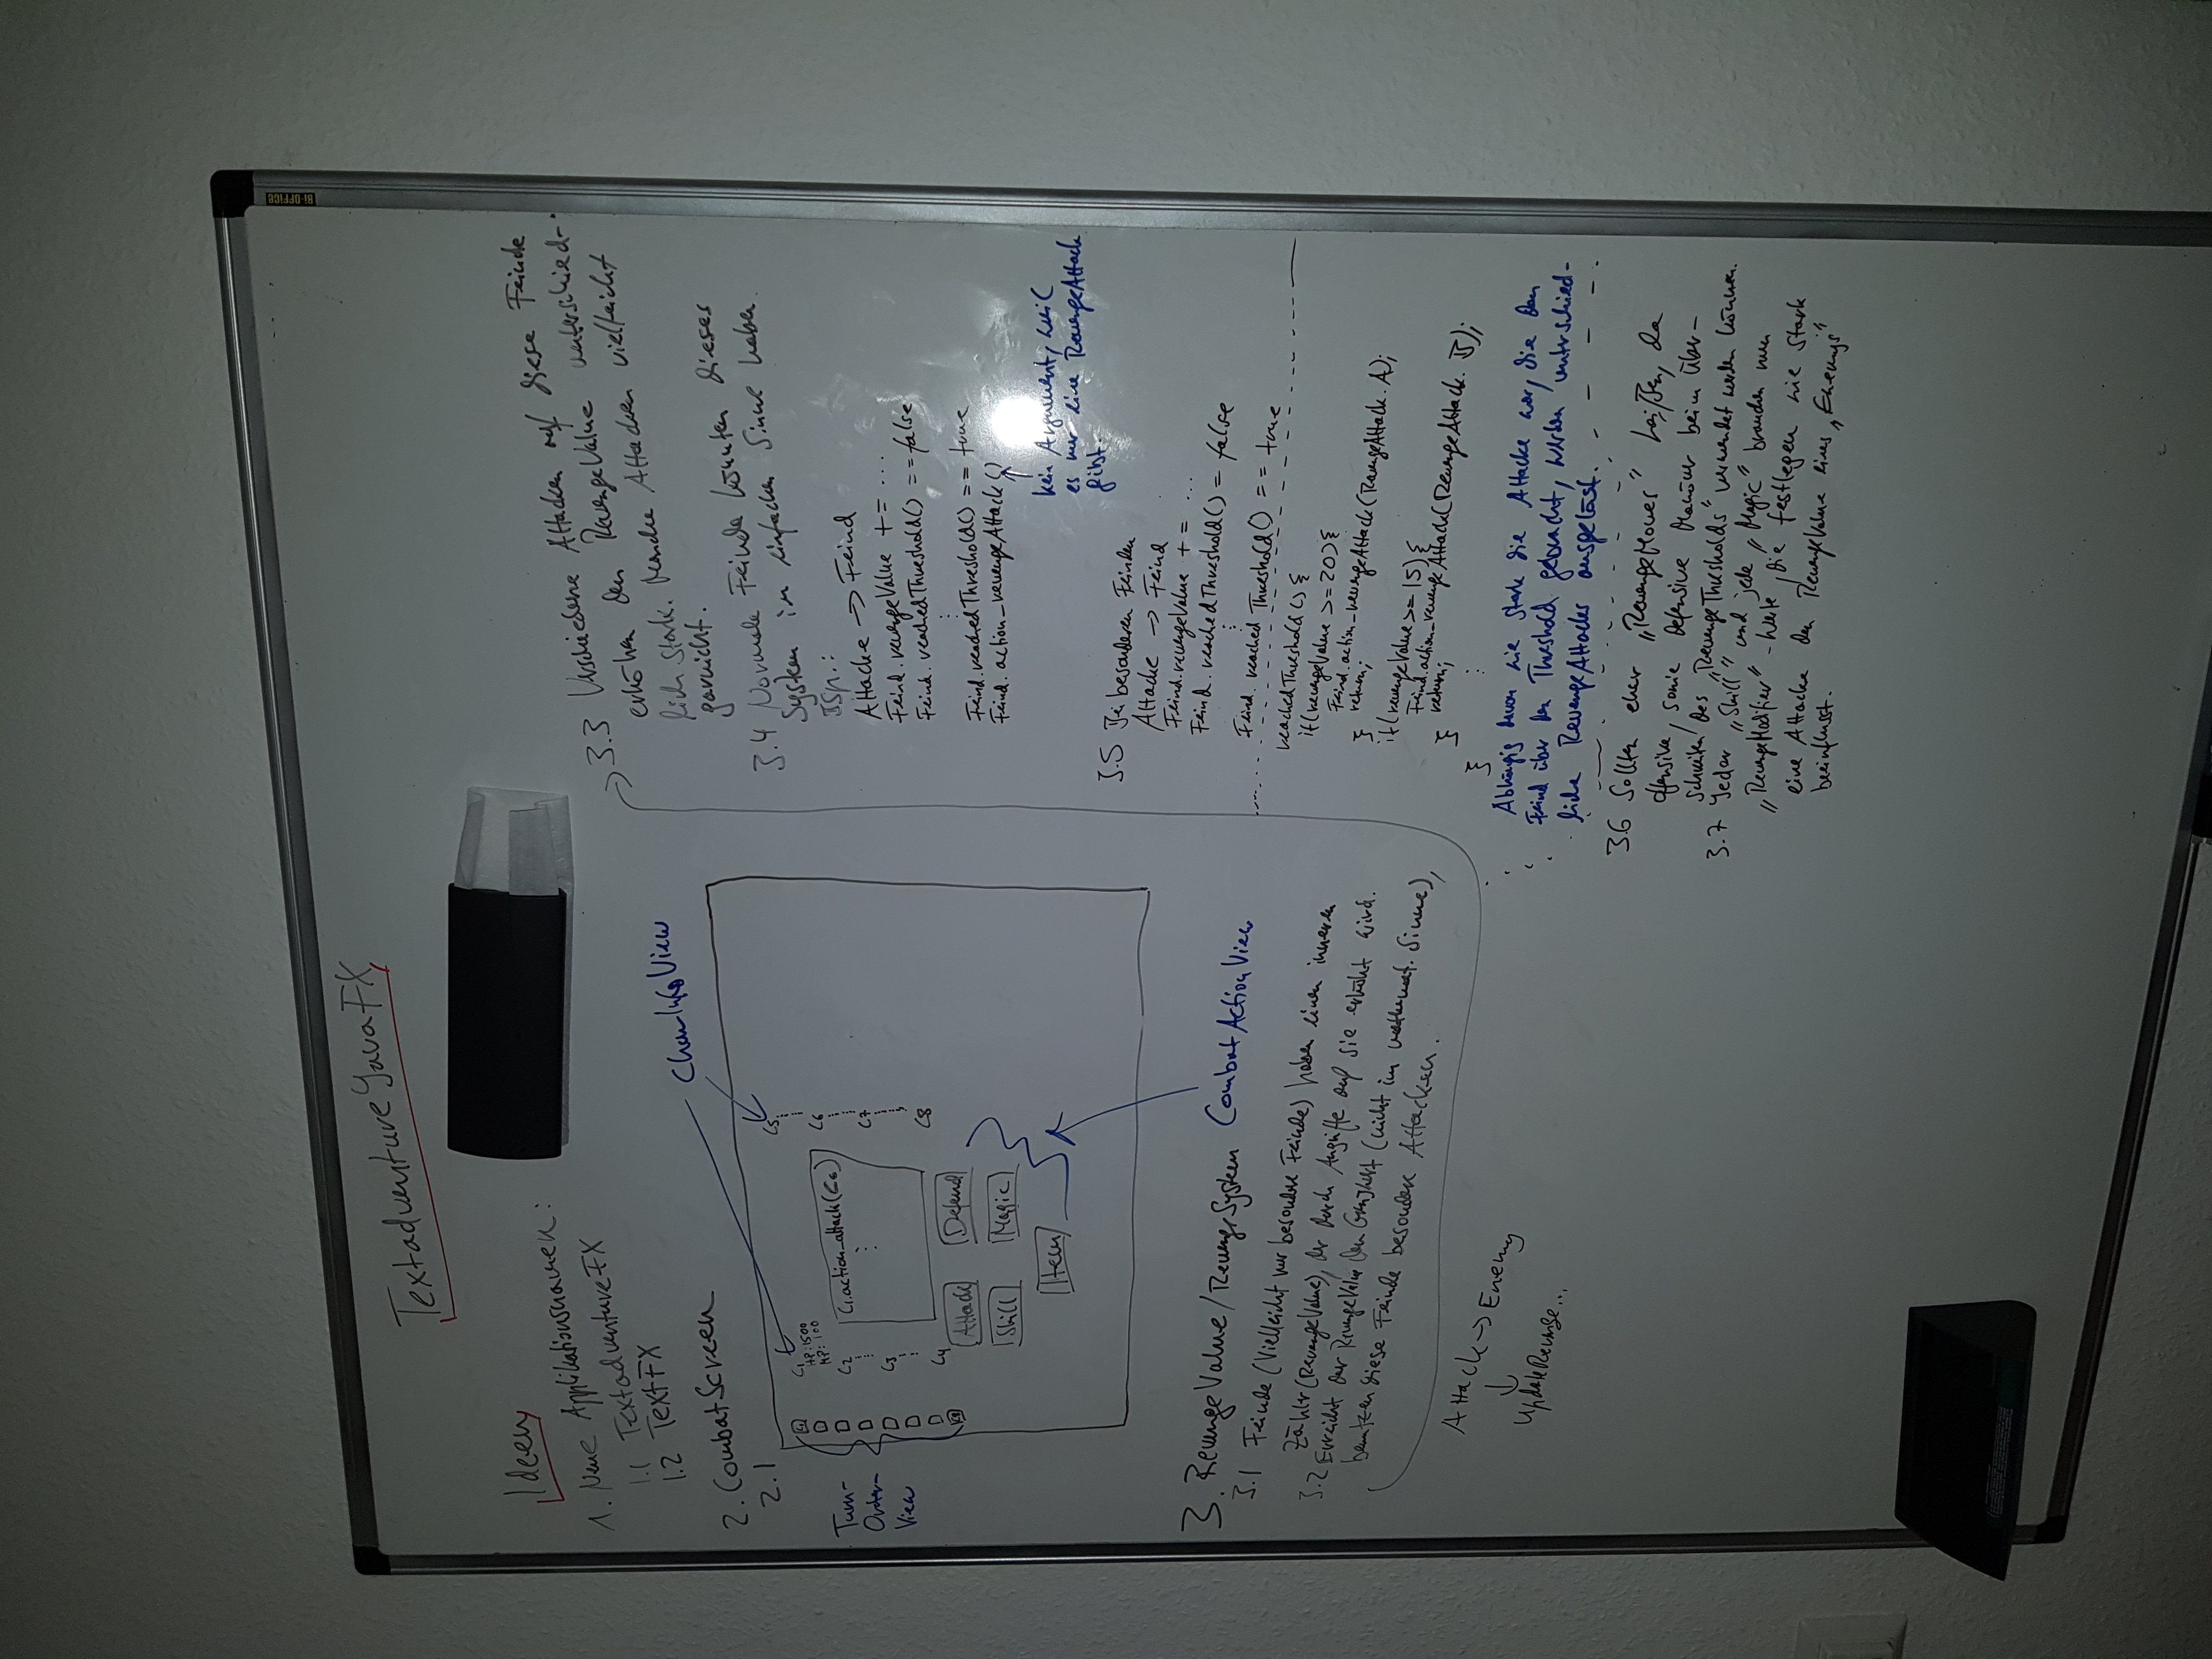 Bi-OFFiCE
TextadventureJavaFX
Ideen
1. Neue Applikationsnamen:
1.1 TextadventureFX
1.2 TextFX
2. CombatScreen
2.1
CharInfoView
Turn-
Order-
View
C1
HP: 1500
MP: 100
C2
C3
C4
C1.action_attack(C6)
C5
C6
C7
C8
Attack
Defend
Skill
Magic
Item
CombatActionView
3. RevengeValue/RevengeSystem
3.1 Feinde (Vielleicht nur besondere Feinde) haben einen inneren
Zähler (RevengeValue), der durch Angriffe auf sie erhöht wird.
3.2 Erreicht der RevengeValue den Grenzwert (nicht im mathemat. Sinne),
benutzen diese Feinde besondere Attacken.
Attack -> Enemy
UpdateRevenge...
3.3 Verschiedene Attacken auf diese Feinde
erhöhen den RevengeValue unterschied-
lich stark. Manche Attacken vielleicht
garnicht.
3.4 Normale Feinde könnten dieses
System im einfachen Sinne haben.
Bsp.:
Attacke -> Feind
Feind.revengeValue += ...
Feind.reachedThreshold() == false
Feind.reachedThreshold() == true
Feind.action_revengeAttack()
kein Argument, weil
es nur eine RevengeAttack
gibt.
3.5 Bei besonderen Feinden
Attacke -> Feind
Feind.revengeValue += ...
Feind.reachedThreshold() = false
Feind.reachedThreshold() == true
reachedThreshold() {
if(revengeValue >= 20){
Feind.action_revengeAttack(RevengeAttack.A);
return;
}
if(revengeValue >= 15){
Feind.action_revengeAttack(RevengeAttack.B);
return;
}
}
Abhängig davon wie stark die Attacke war, die den
Feind über den Threshold gebracht, werden unterschied-
liche RevengeAttacks ausgelöst.
3.6 Sollten eher „RevengeMoves" heißen, da
offensive, sowie defensive Manöver beim Über-
schreiten des „RevengeThresholds" verwendet werden können.
3.7 Jeder „Skill" und jede „Magic" brauchen nun
„RevengeModifier"-Werte, die festlegen wie stark
eine Attacke den RevengeValue eines „Enemys"
beeinflusst.